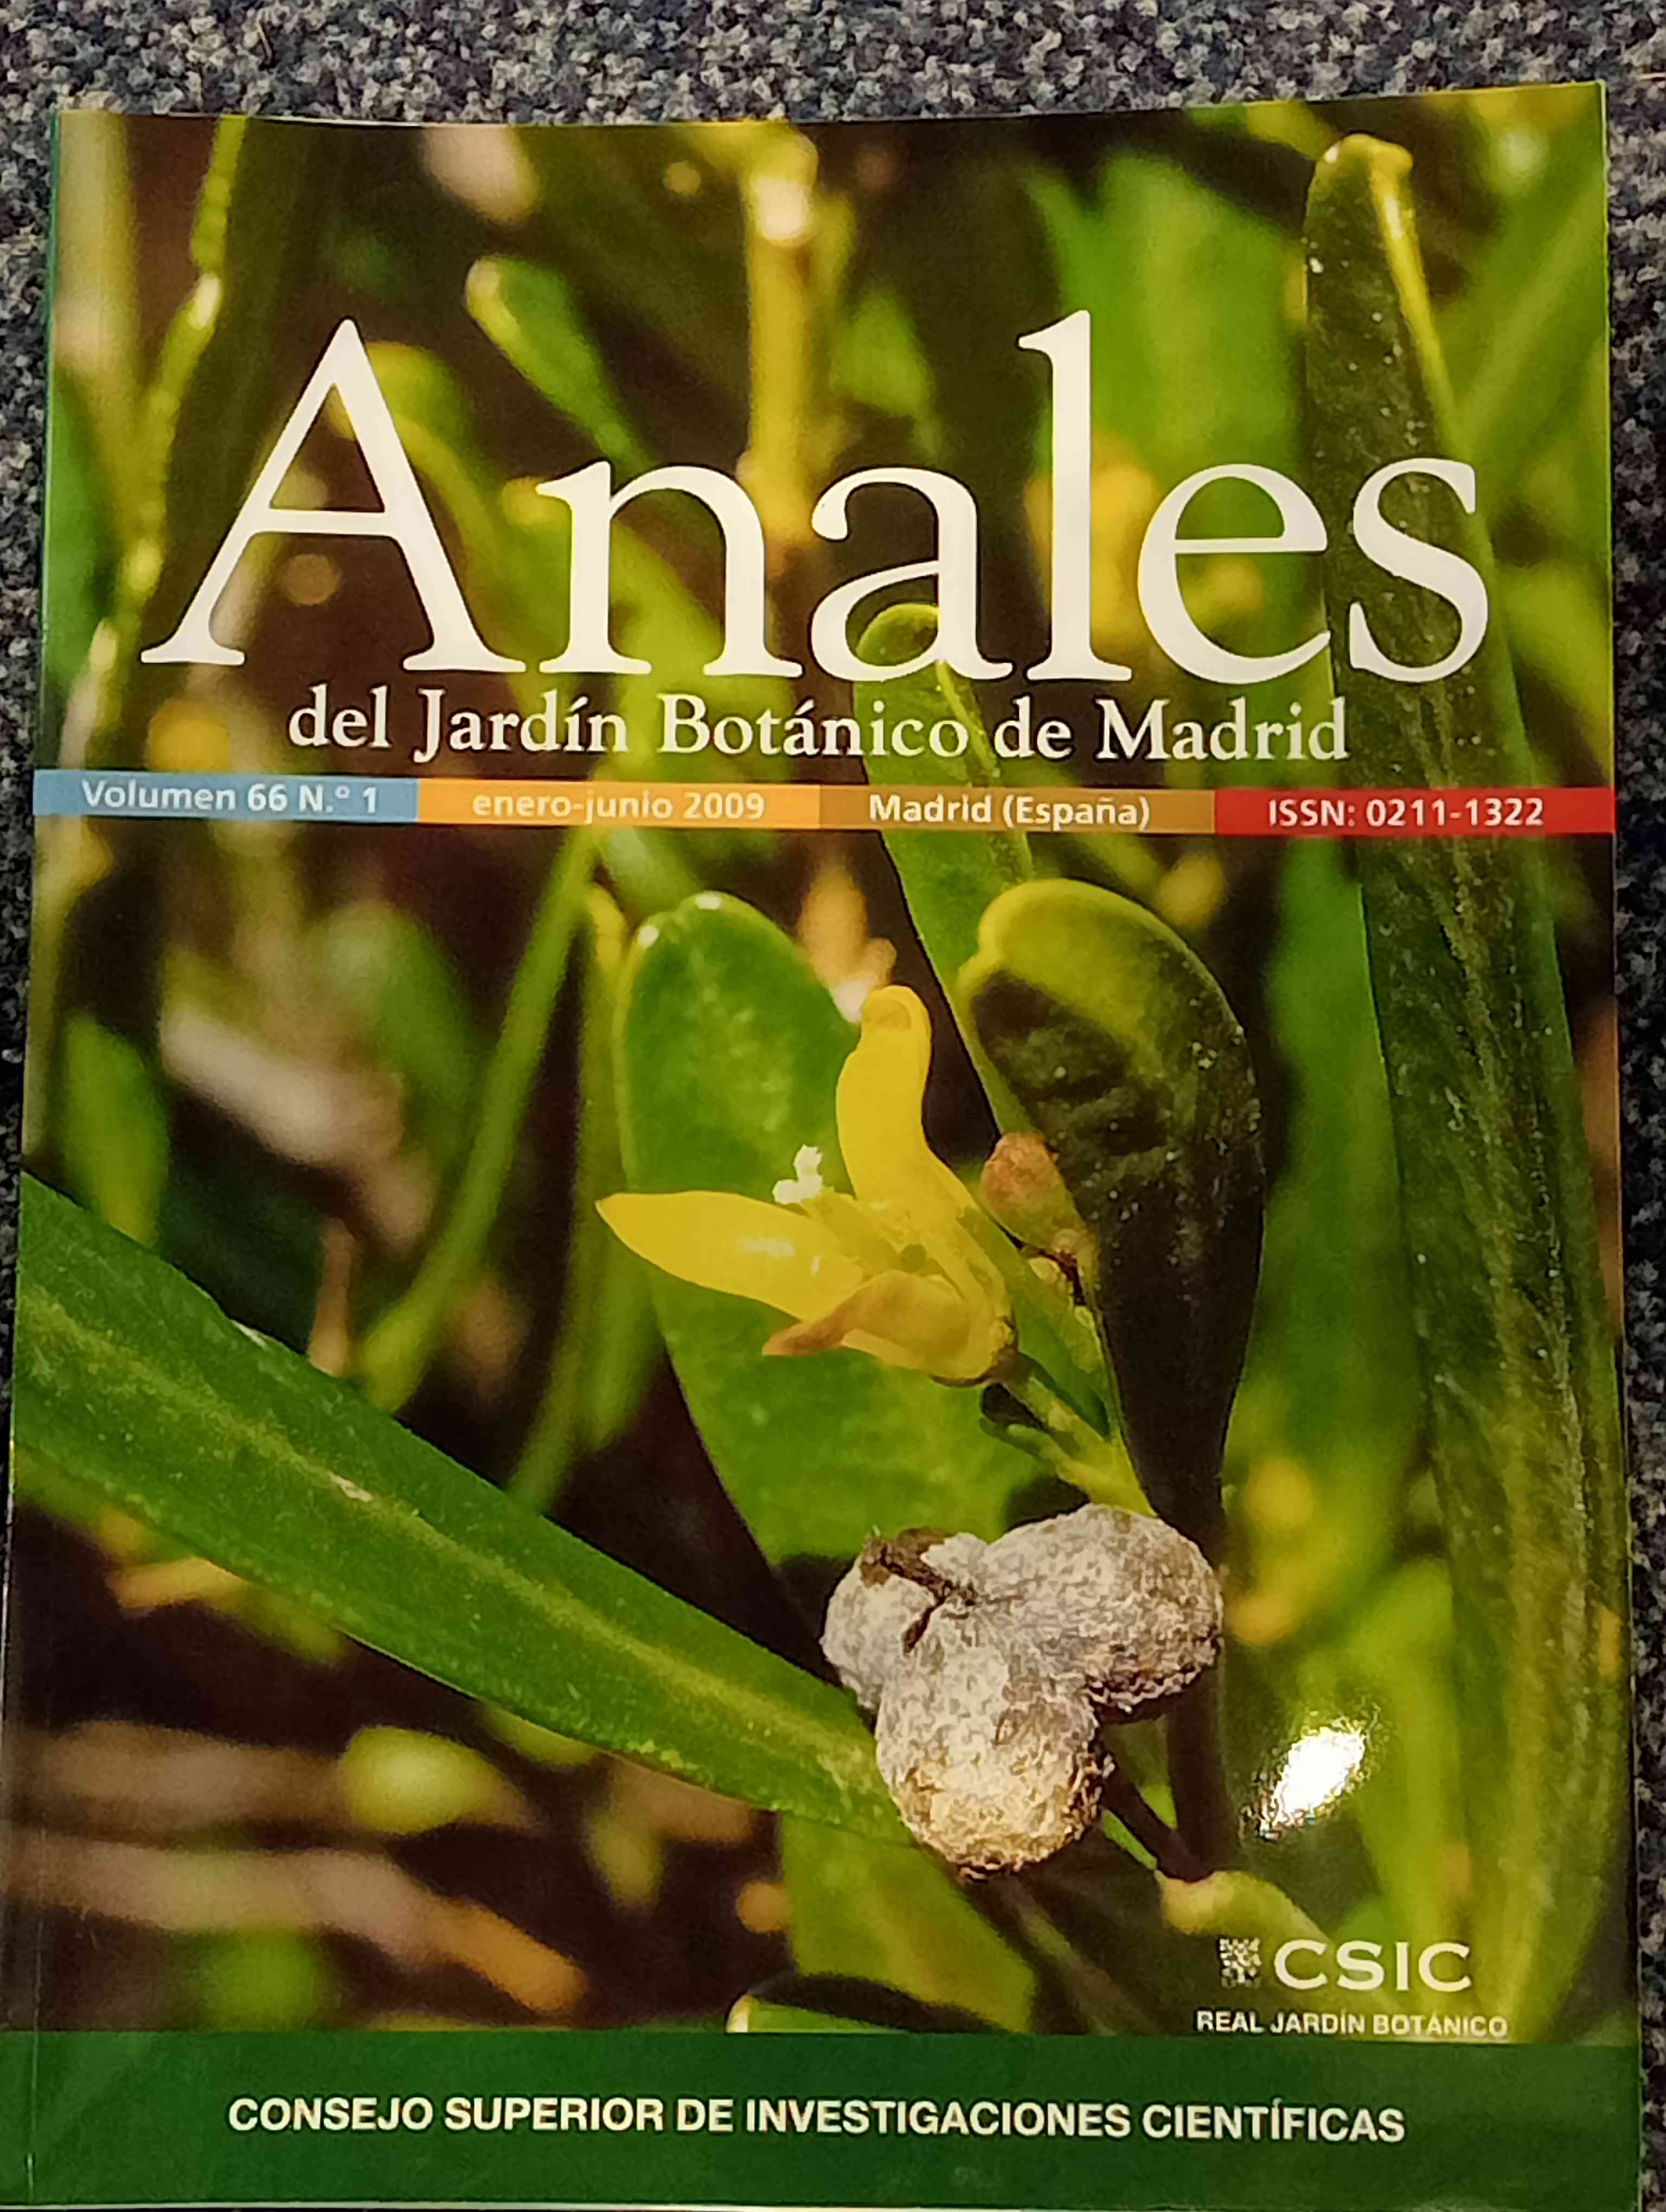 Anales
del Jardín Botánico de Madrid
Volumen 66 N.º 1 enero-junio 2009 Madrid (España) ISSN: 0211-1322
CSIC
REAL JARDÍN BOTÁNICO
CONSEJO SUPERIOR DE INVESTIGACIONES CIENTÍFICAS